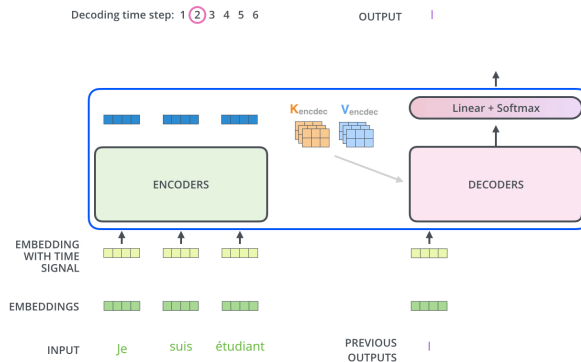 Decoding time step: 1 2 3 4 5 6
OUTPUT I
Kencdec Vencdec
Linear + Softmax
ENCODERS
DECODERS
EMBEDDING
WITH TIME
SIGNAL
EMBEDDINGS
INPUT Je suis étudiant
PREVIOUS
OUTPUTS I